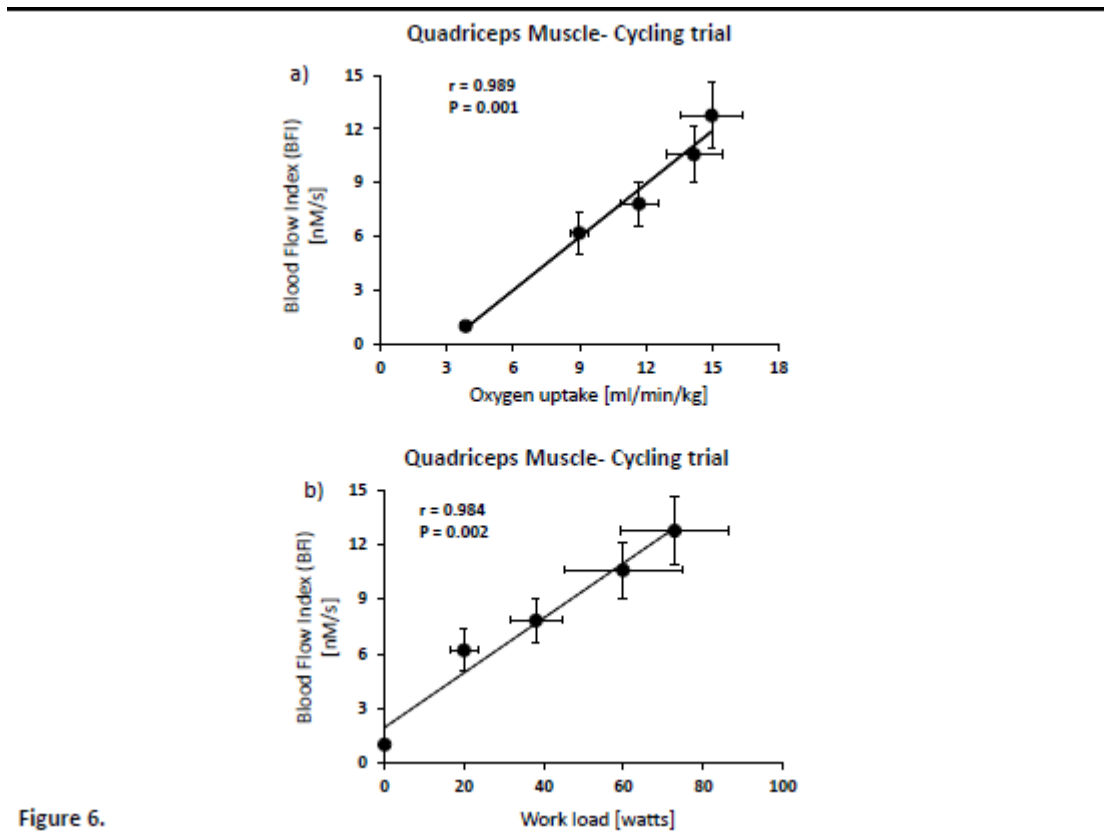 Quadriceps Muscle- Cycling trial
a)
r = 0.989
P = 0.001
Blood Flow Index (BFI)
[nM/s]
15
12
9
6
3
0
0 3 6 9 12 15 18
Oxygen uptake [ml/min/kg]
Quadriceps Muscle- Cycling trial
b)
r = 0.984
P = 0.002
Blood Flow Index (BFI)
[nM/s]
15
12
9
6
3
0
0 20 40 60 80 100
Work load [watts]
Figure 6.